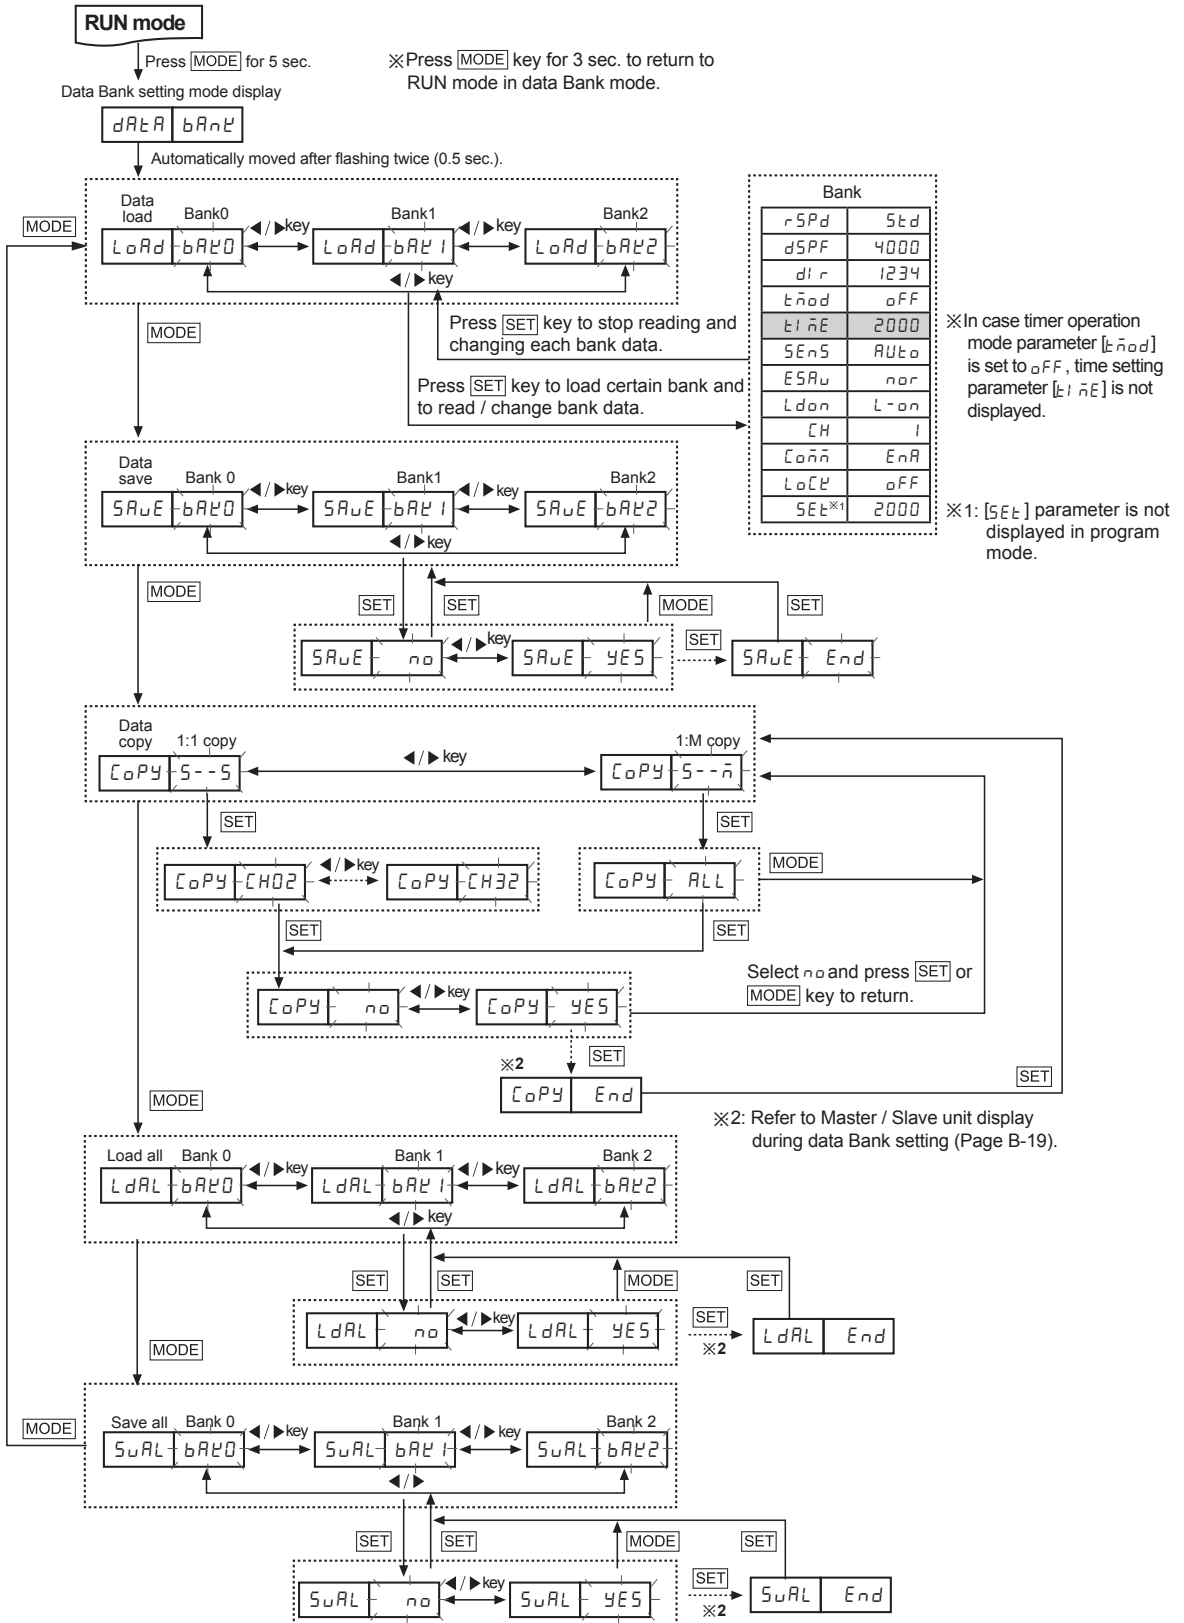 RUN mode
Press MODE for 5 sec.
※Press MODE key for 3 sec. to return to
RUN mode in data Bank mode.
Data Bank setting mode display
dAtA bAnk
Automatically moved after flashing twice (0.5 sec.).
Data
load
Bank0
◀/▶key
Bank1
◀/▶key
Bank2
MODE
LoAd bAk0
LoAd bAk1
LoAd bAk2
◀/▶ key
Bank
rSPd Std
dSPF 4000
dIr 1234
tmod oFF
tImE 2000
SEnS AUto
ESAv nor
Ldon L-on
CH 1
Comm EnA
LoCk oFF
SEt※1 2000
MODE
Press SET key to stop reading and
changing each bank data.
Press SET key to load certain bank and
to read / change bank data.
※In case timer operation
mode parameter [tmod]
is set to oFF, time setting
parameter [tImE] is not
displayed.
※1: [SEt] parameter is not
displayed in program
mode.
Data
save
Bank 0
◀/▶key
Bank1
◀/▶key
Bank2
SAvE bAk0
SAvE bAk1
SAvE bAk2
◀/▶key
MODE
SET
SET
MODE
SET
SAvE no
◀/▶key
SAvE YES
SET
SAvE End
Data
copy
1:1 copy
◀/▶ key
1:M copy
CoPY S--S
CoPY S--m
SET
SET
CoPY CH02
◀/▶key
CoPY CH32
CoPY ALL
MODE
SET
SET
CoPY no
◀/▶key
CoPY YES
Select no and press SET or
MODE key to return.
※2
SET
CoPY End
SET
MODE
※2: Refer to Master / Slave unit display
during data Bank setting (Page B-19).
Load all
Bank 0
◀/▶key
Bank 1
◀/▶key
Bank 2
LdAL bAk0
LdAL bAk1
LdAL bAk2
◀/▶ key
SET
SET
MODE
SET
LdAL no
◀/▶key
LdAL YES
SET
※2
LdAL End
MODE
MODE
Save all
Bank 0
◀/▶key
Bank 1
◀/▶ key
Bank 2
SvAL bAk0
SvAL bAk1
SvAL bAk2
◀/▶
SET
SET
MODE
SET
SvAL no
◀/▶key
SvAL YES
SET
※2
SvAL End